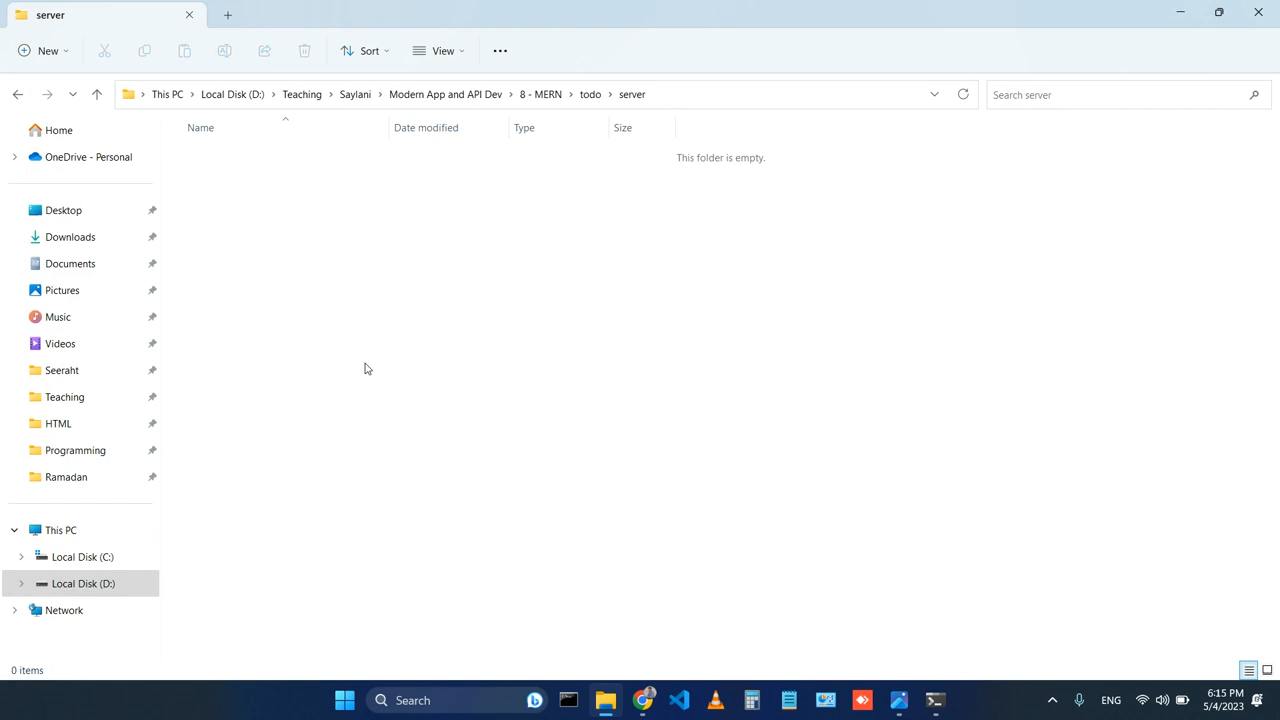 server
New
Sort
View
This PC
Local Disk (D:)
Teaching
Saylani
Modern App and API Dev
8 - MERN
todo
server
Search server
Name
Date modified
Type
Size
This folder is empty.
Home
OneDrive - Personal
Desktop
Downloads
Documents
Pictures
Music
Videos
Seeraht
Teaching
HTML
Programming
Ramadan
This PC
Local Disk (C:)
Local Disk (D:)
Network
0 items
Search
ENG
6:15 PM
5/4/2023